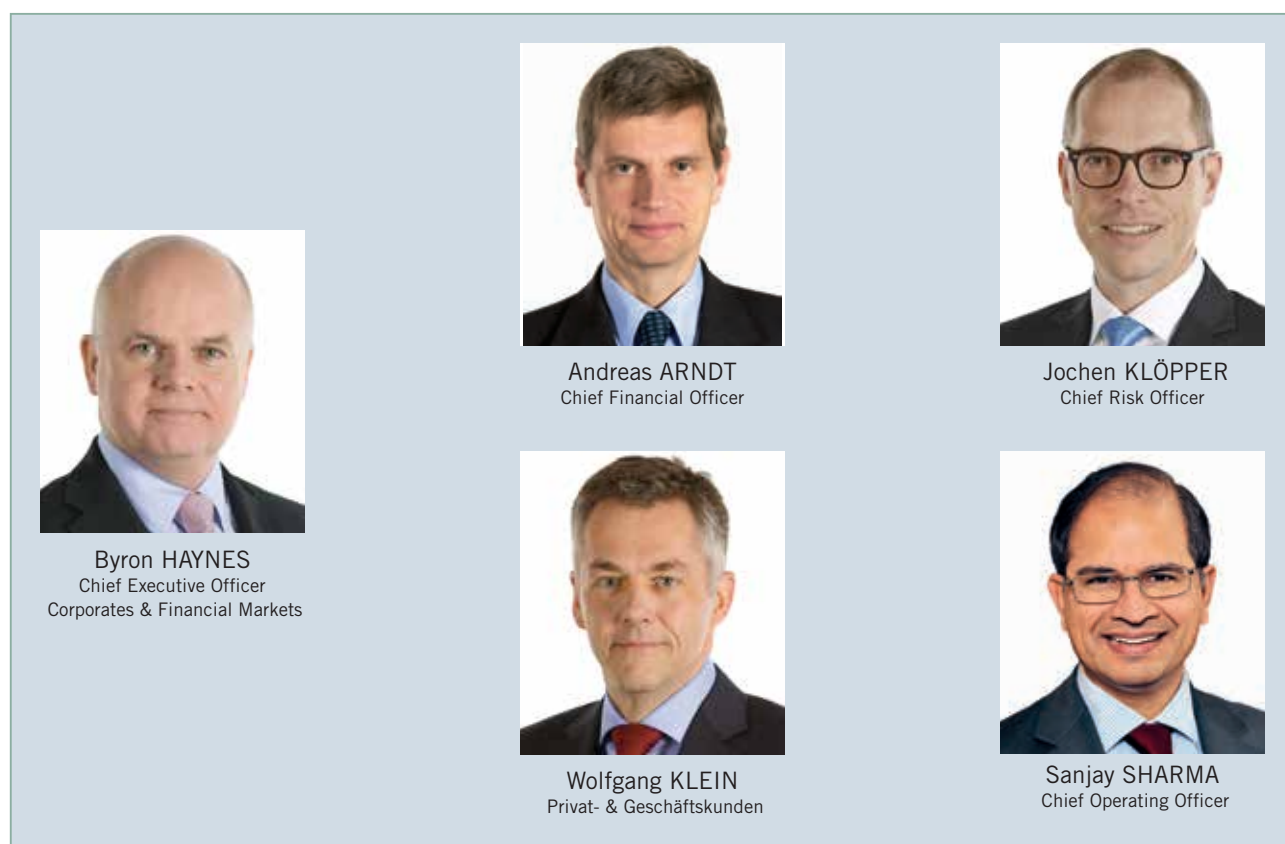 Byron HAYNES
Chief Executive Officer
Corporates & Financial Markets
Andreas ARNDT
Chief Financial Officer
Jochen KLÖPPER
Chief Risk Officer
Wolfgang KLEIN
Privat- & Geschäftskunden
Sanjay SHARMA
Chief Operating Officer